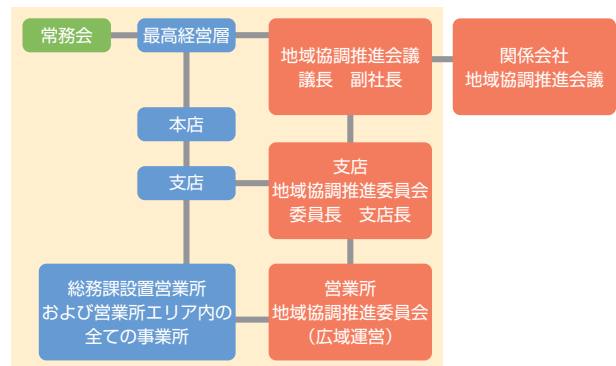 常務会
最高経営層
地域協調推進会議
議長　副社長
関係会社
地域協調推進会議
本店
支店
支店
地域協調推進委員会
委員長　支店長
総務課設置営業所
および営業所エリア内の
全ての事業所
営業所
地域協調推進委員会
（広域運営）